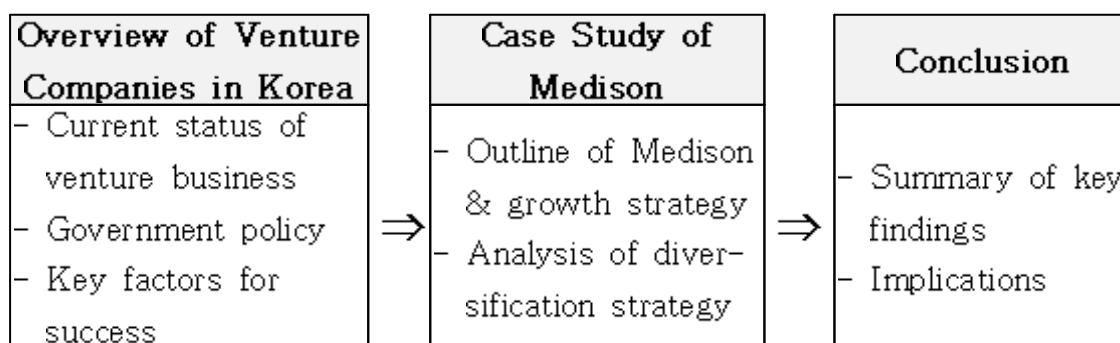 Overview of Venture
Companies in Korea
- Current status of
venture business
- Government policy
- Key factors for
success
⇒
Case Study of
Medison
- Outline of Medison
& growth strategy
- Analysis of diver-
sification strategy
⇒
Conclusion
- Summary of key
findings
- Implications